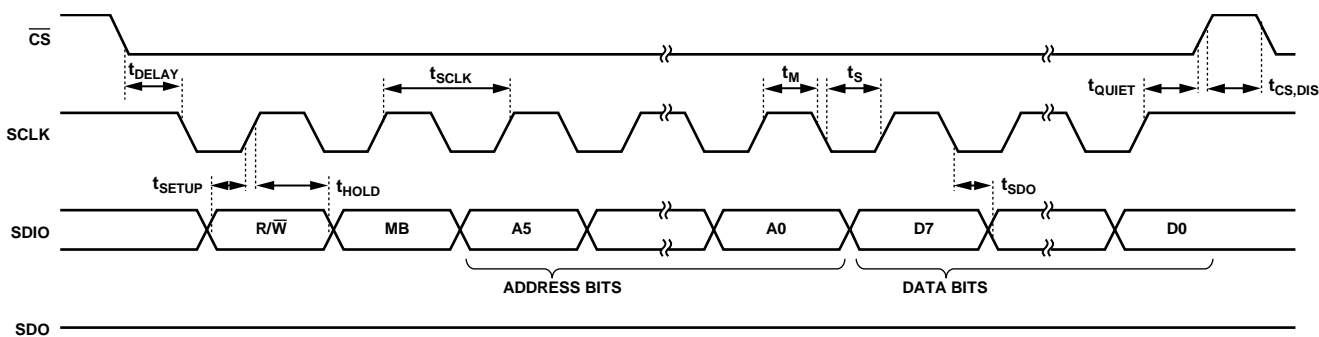 CS
tDELAY
tSCLK
tM
tS
tQUIET
tCS,DIS
SCLK
tSETUP
tHOLD
tSDO
SDIO
R/W
MB
A5
A0
D7
D0
ADDRESS BITS
DATA BITS
SDO